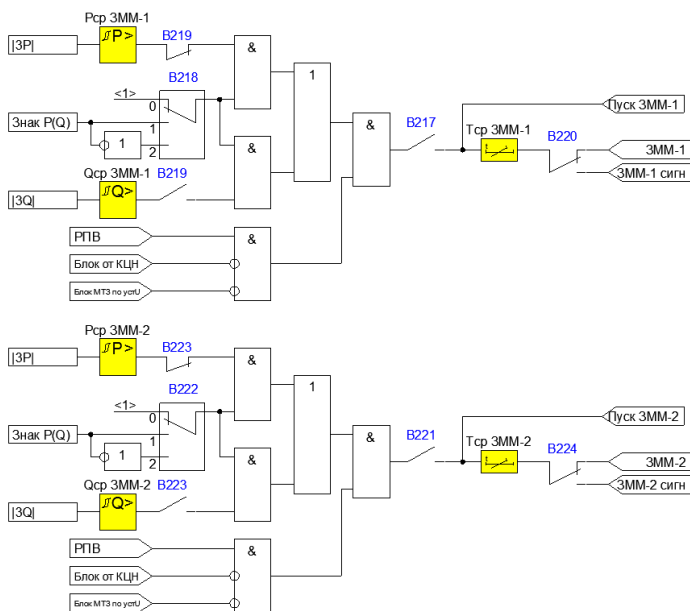 Pср ЗММ-1
|3P|
P>
B219
&
B218
<1>
0
1
2
Знак P(Q)
1
1
&
B217
Пуск ЗММ-1
Tср ЗММ-1
B220
ЗММ-1
ЗММ-1 сигн
Qср ЗММ-1
|3Q|
Q>
B219
&
РПВ
Блок от КЦН
Блок МТЗ по устU
&
Pср ЗММ-2
|3P|
P>
B223
&
B222
<1>
0
1
2
Знак P(Q)
1
1
&
B221
Пуск ЗММ-2
Tср ЗММ-2
B224
ЗММ-2
ЗММ-2 сигн
Qср ЗММ-2
|3Q|
Q>
B223
&
РПВ
Блок от КЦН
Блок МТЗ по устU
&